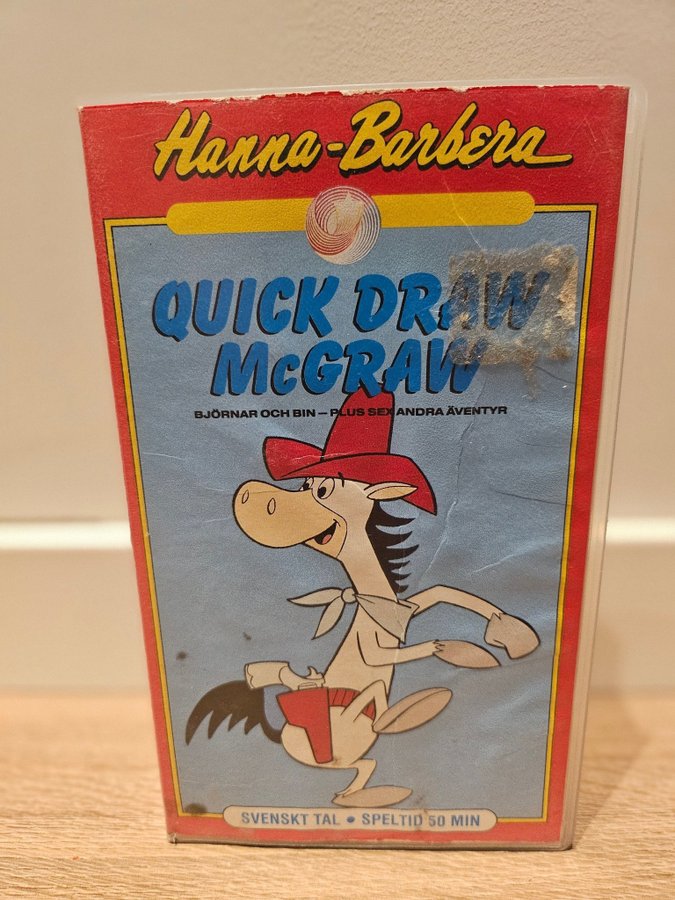 Hanna-Barbera
QUICK DRAW
McGRAW
BJÖRNAR OCH BIN – PLUS SEX ANDRA ÄVENTYR
SVENSKT TAL • SPELTID 50 MIN